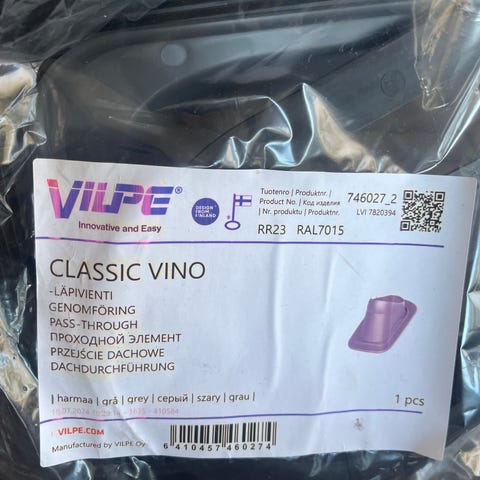 VILPE®
Innovative and Easy
DESIGN FROM FINLAND
Tuotenro | Produktnr. |
Product No. | Код изделия
| Nr. produktu | Produktnr.
746027_2
LVI 7820394
RR23 RAL7015
CLASSIC VINO
-LÄPIVIENTI
GENOMFÖRING
PASS-THROUGH
ПРОХОДНОЙ ЭЛЕМЕНТ
PRZEJŚCIE DACHOWE
DACHDURCHFÜHRUNG
| harmaa | grå | grey | серый | szary | grau |
1 pcs
VILPE.COM
Manufactured by VILPE Oy
6 410457 460274